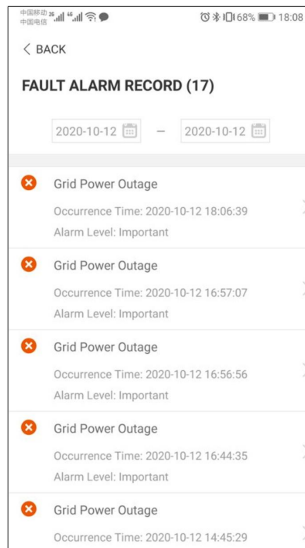 中国移动 26 46
中国电信 68% 18:08
< BACK
FAULT ALARM RECORD (17)
2020-10-12 – 2020-10-12
Grid Power Outage
Occurrence Time: 2020-10-12 18:06:39
Alarm Level: Important
Grid Power Outage
Occurrence Time: 2020-10-12 16:57:07
Alarm Level: Important
Grid Power Outage
Occurrence Time: 2020-10-12 16:56:56
Alarm Level: Important
Grid Power Outage
Occurrence Time: 2020-10-12 16:44:35
Alarm Level: Important
Grid Power Outage
Occurrence Time: 2020-10-12 14:45:29